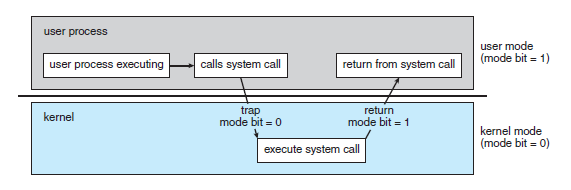 user process
user process executing
calls system call
return from system call
user mode
(mode bit = 1)
kernel
trap
mode bit = 0
return
mode bit = 1
execute system call
kernel mode
(mode bit = 0)